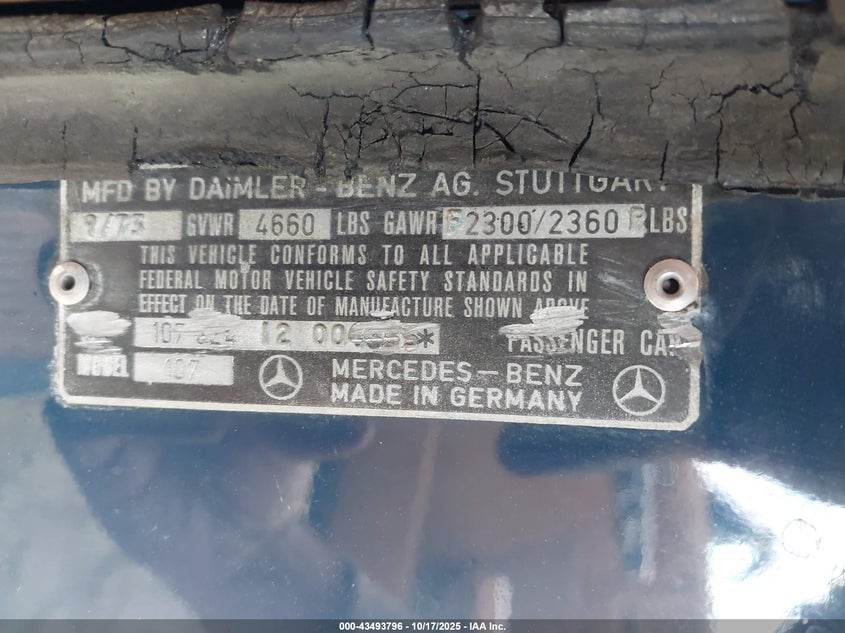 MFD BY DAIMLER-BENZ AG. STUTTGART
GVWR 4660 LBS GAWR F2300/2360 RLBS
THIS VEHICLE CONFORMS TO ALL APPLICABLE
FEDERAL MOTOR VEHICLE SAFETY STANDARDS IN
EFFECT ON THE DATE OF MANUFACTURE SHOWN ABOVE
107 12
PASSENGER CAR
MODEL 107
MERCEDES-BENZ
MADE IN GERMANY
000-43493796 - 10/17/2025 - IAA Inc.